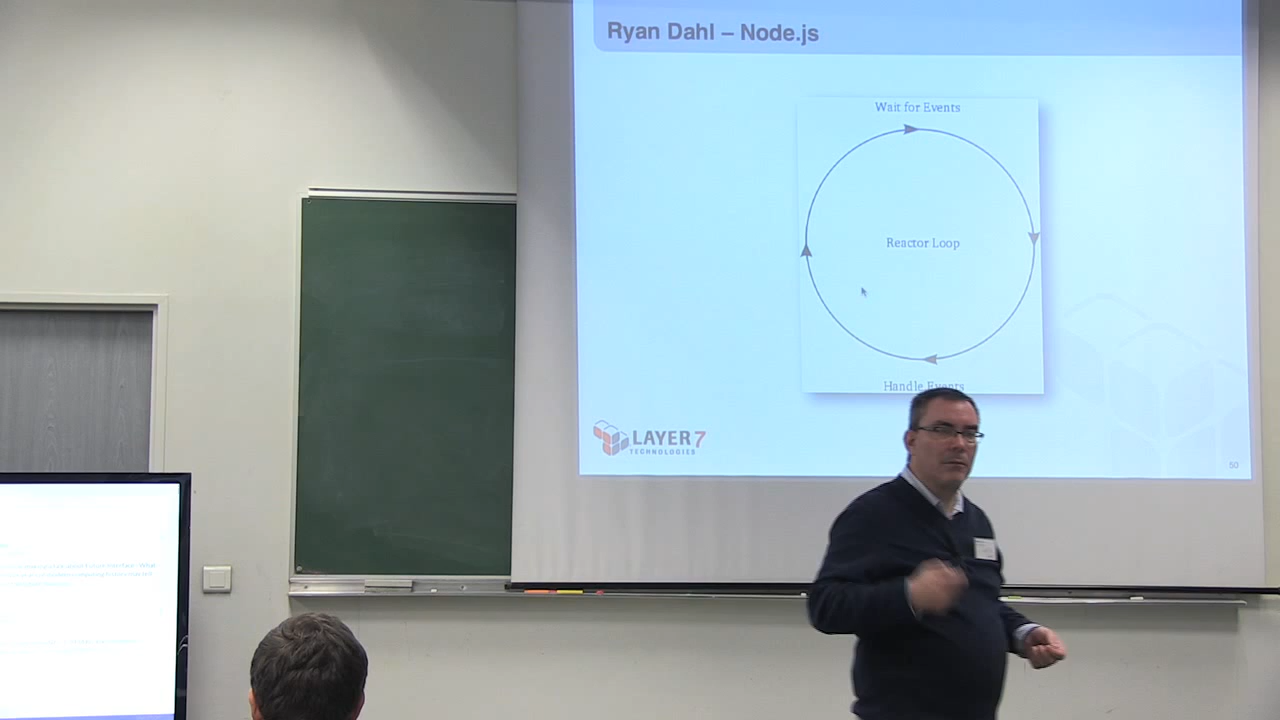 Ryan Dahl – Node.js
Wait for Events
Reactor Loop
Handle Events
LAYER 7
TECHNOLOGIES
50